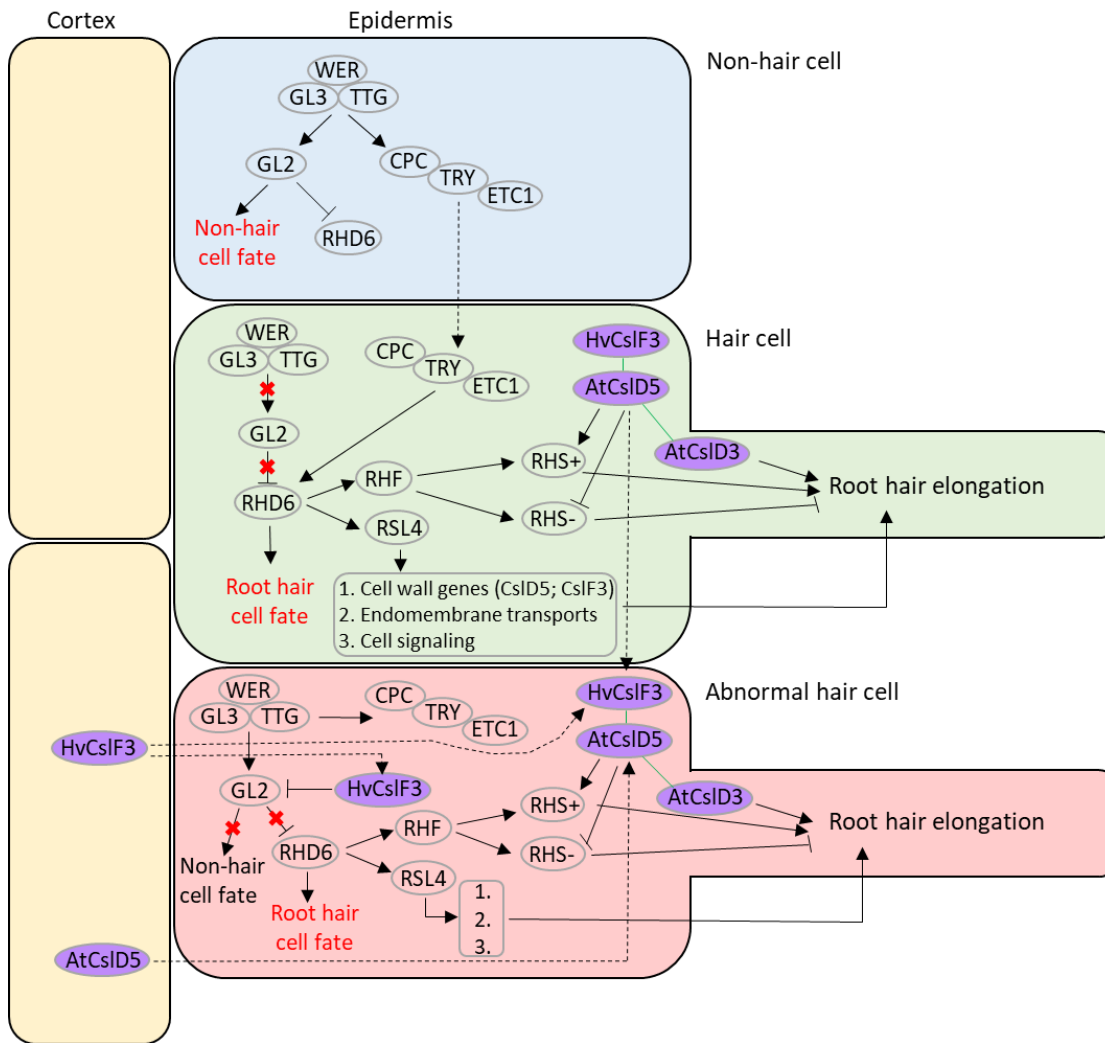 Cortex
Epidermis
Non-hair cell
WER
GL3
TTG
GL2
CPC
TRY
ETC1
Non-hair
cell fate
RHD6
Hair cell
WER
GL3
TTG
CPC
TRY
ETC1
HvCslF3
AtCslD5
GL2
AtCslD3
RHS+
RHF
RHD6
Root hair elongation
RHS-
RSL4
Root hair
cell fate
1. Cell wall genes (CslD5; CslF3)
2. Endomembrane transports
3. Cell signaling
Abnormal hair cell
WER
GL3
TTG
CPC
TRY
ETC1
HvCslF3
AtCslD5
HvCslF3
GL2
HvCslF3
AtCslD3
RHS+
RHF
Root hair elongation
RHD6
RHS-
Non-hair
cell fate
RSL4
1.
2.
3.
Root hair
cell fate
AtCslD5